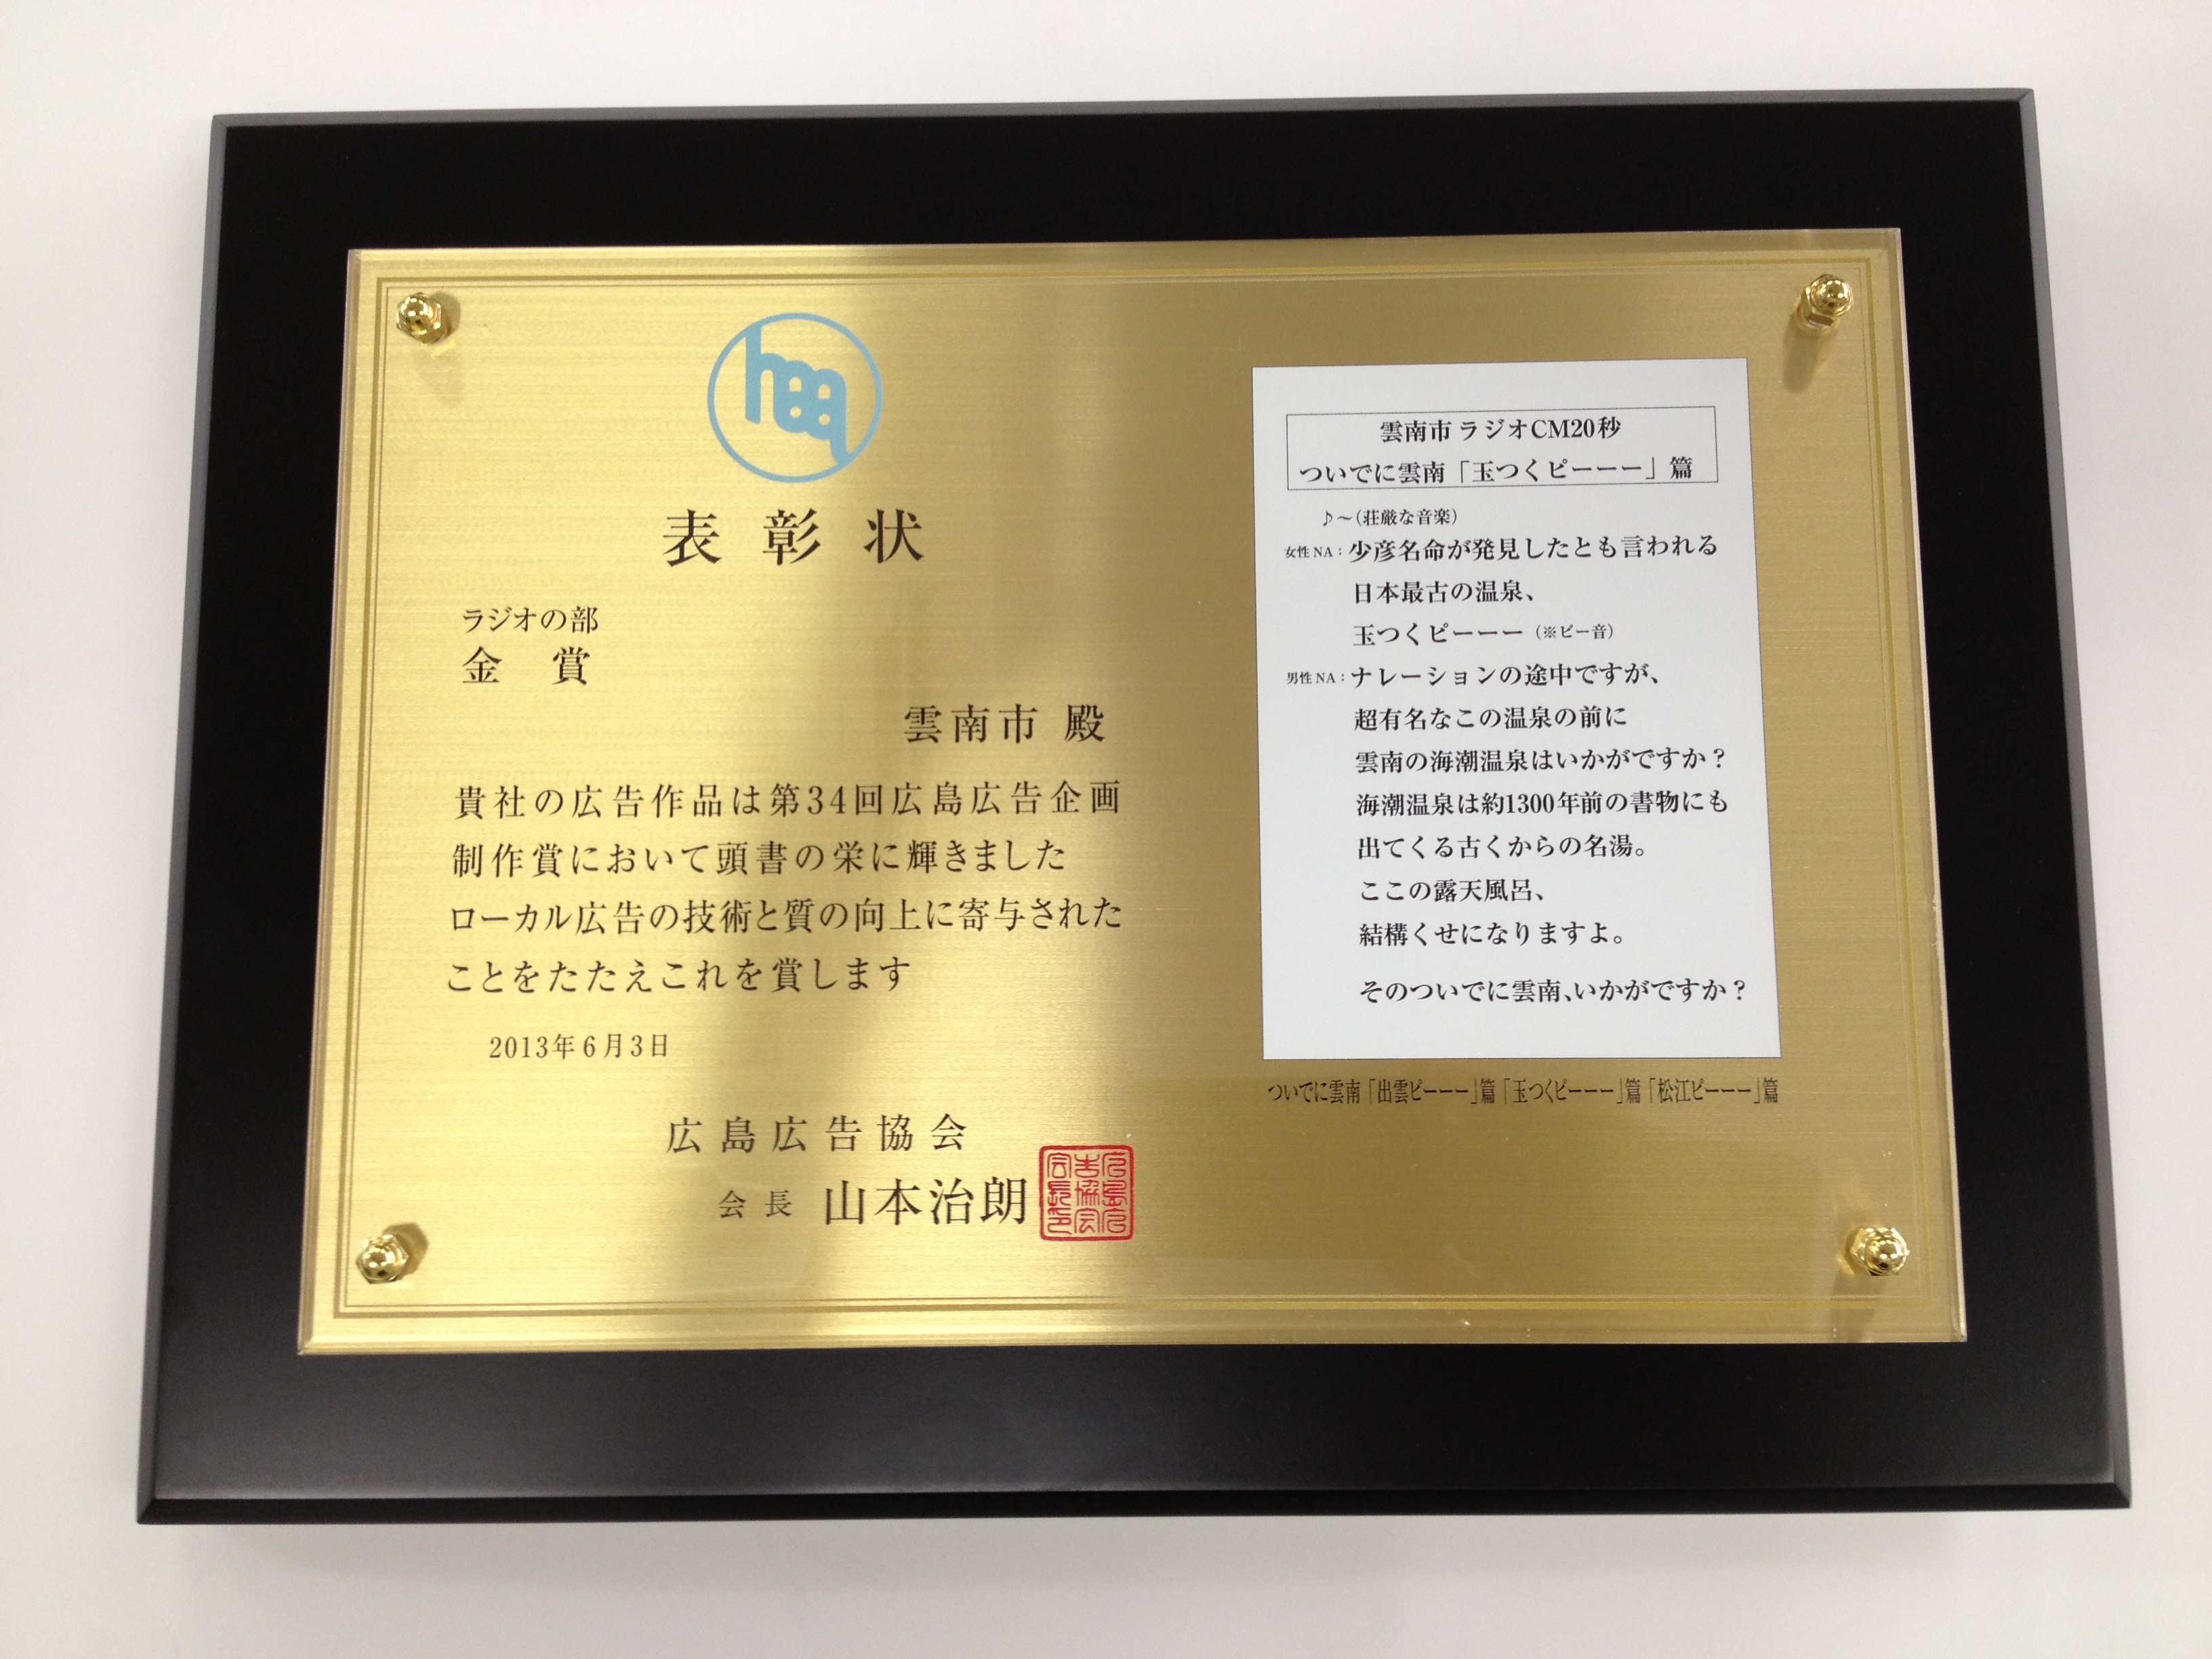 haaa
表彰状
ラジオの部
金賞
雲南市 殿
貴社の広告作品は第34回広島広告企画
制作賞において頭書の栄に輝きました
ローカル広告の技術と質の向上に寄与された
ことをたたえこれを賞します
2013年6月3日
広島広告協会
会長 山本治朗
広島広告協会会長印
雲南市 ラジオCM20秒
ついでに雲南「玉つくピーーー」篇
♪〜(荘厳な音楽)
女性NA:少彦名命が発見したとも言われる
日本最古の温泉、
玉つくピーーー(※ピー音)
男性NA:ナレーションの途中ですが、
超有名なこの温泉の前に
雲南の海潮温泉はいかがですか?
海潮温泉は約1300年前の書物にも
出てくる古くからの名湯。
ここの露天風呂、
結構くせになりますよ。
そのついでに雲南、いかがですか?
ついでに雲南「出雲ピーーー」篇「玉つくピーーー」篇「松江ピーーー」篇